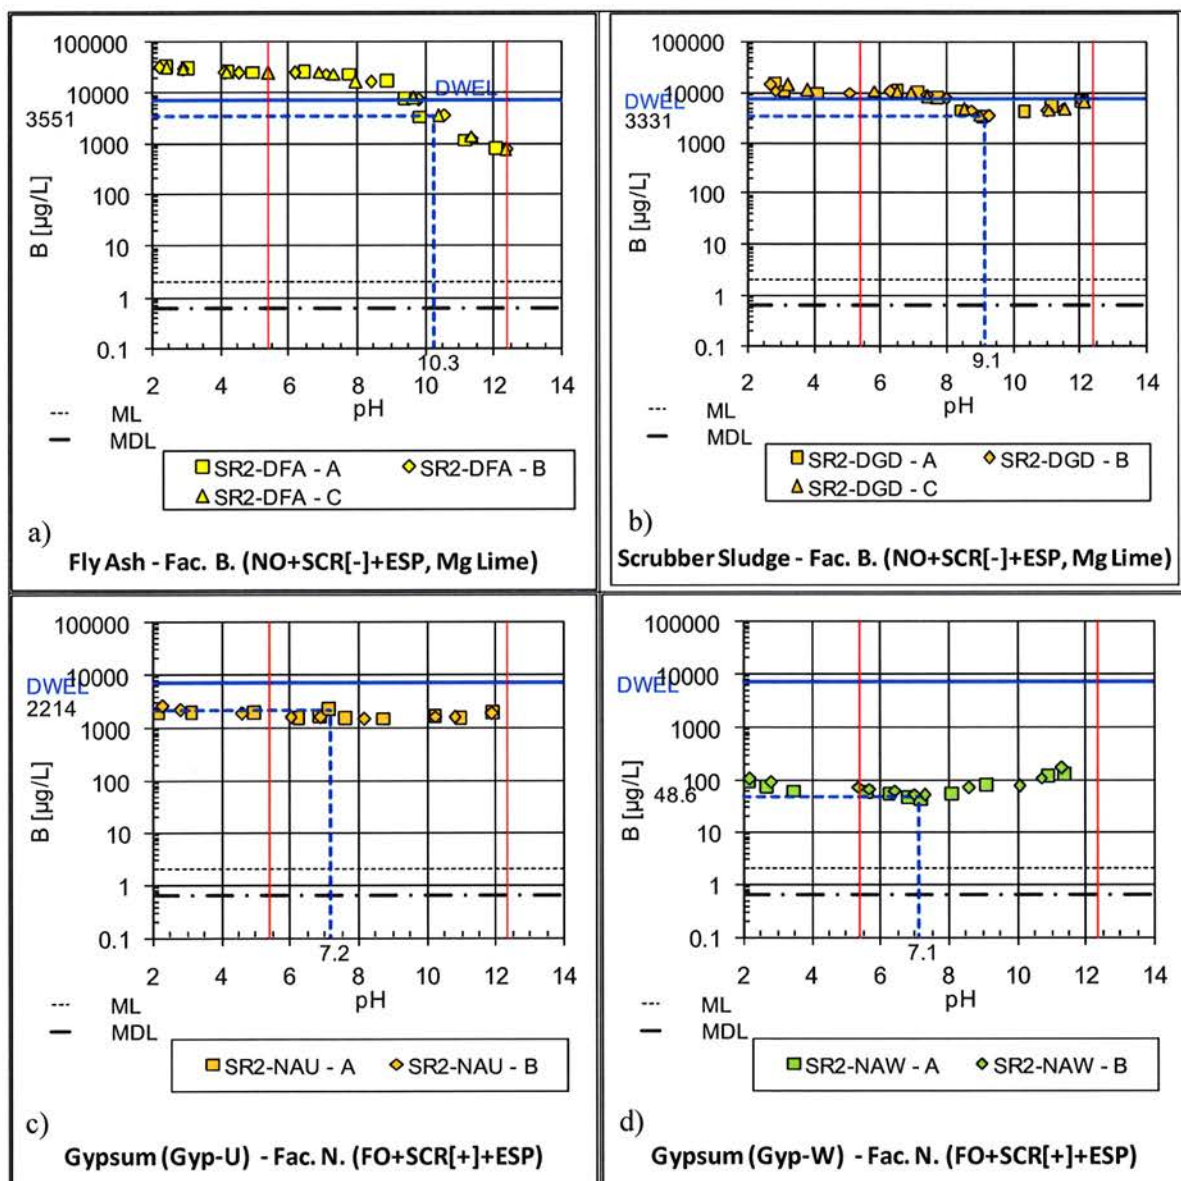 100000
10000
DWEL
3551
1000
100
10
1
0.1
B [µg/L]
10.3
2 4 6 8 10 12 14
pH
--- ML
— MDL
SR2-DFA - A SR2-DFA - B
SR2-DFA - C
a)
Fly Ash - Fac. B. (NO+SCR[-]+ESP, Mg Lime)
100000
10000
DWEL
3331
1000
100
10
1
0.1
B [µg/L]
9.1
2 4 6 8 10 12 14
pH
--- ML
— MDL
SR2-DGD - A SR2-DGD - B
SR2-DGD - C
b)
Scrubber Sludge - Fac. B. (NO+SCR[-]+ESP, Mg Lime)
100000
10000
DWEL
2214
1000
100
10
1
0.1
B [µg/L]
7.2
2 4 6 8 10 12 14
pH
--- ML
— MDL
SR2-NAU - A SR2-NAU - B
c)
Gypsum (Gyp-U) - Fac. N. (FO+SCR[+]+ESP)
100000
10000
DWEL
1000
100
48.6
10
1
0.1
B [µg/L]
7.1
2 4 6 8 10 12 14
pH
--- ML
— MDL
SR2-NAW - A SR2-NAW - B
d)
Gypsum (Gyp-W) - Fac. N. (FO+SCR[+]+ESP)